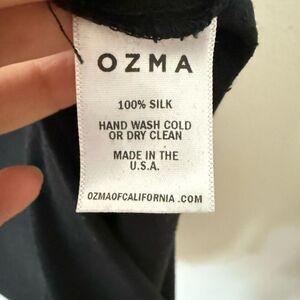 OZMA
100% SILK
HAND WASH COLD
OR DRY CLEAN
MADE IN THE
U.S.A.
OZMAOFCALIFORNIA .COM